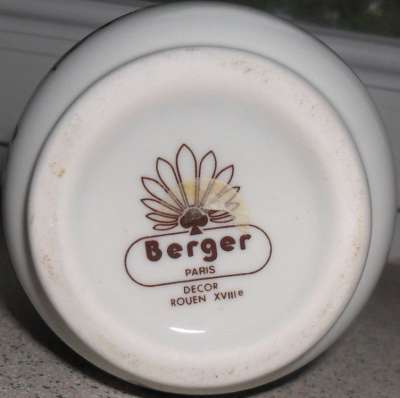 Berger
PARIS
DECOR
ROUEN XVIIIe